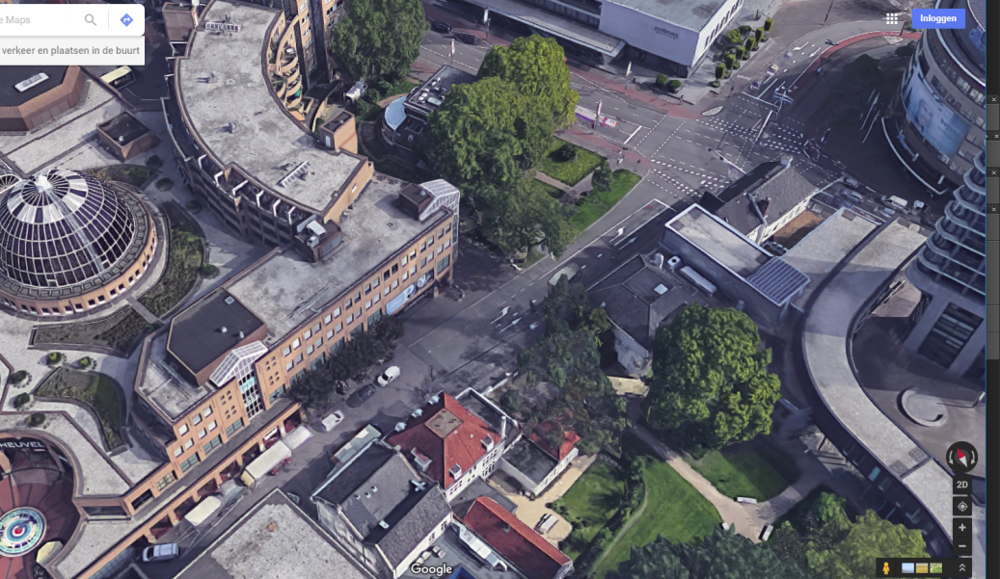 e Maps
Inloggen
verkeer en plaatsen in de buurt
HEUVEL
2D
Google